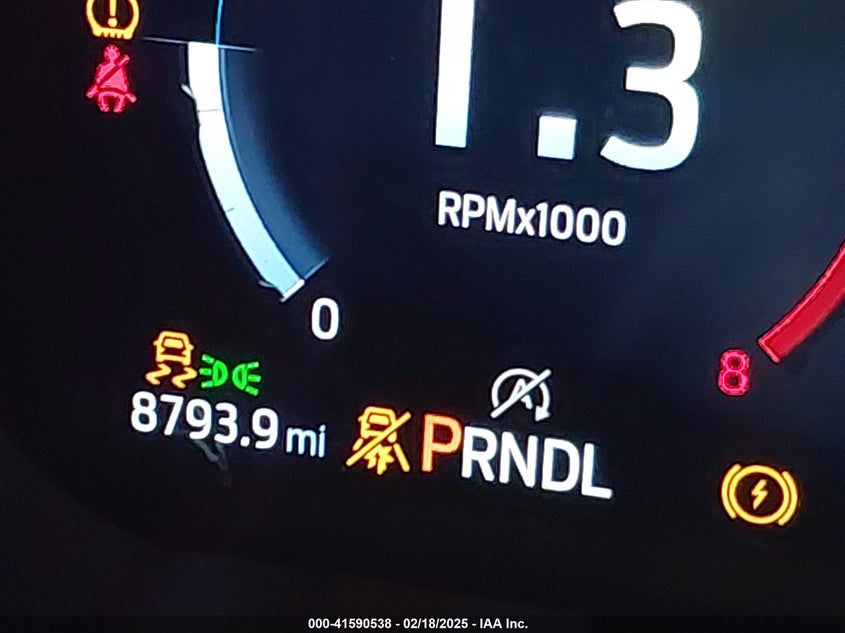 1.3
RPMx1000
0
8
8793.9 mi
PRNDL
000-41590538 - 02/18/2025 - IAA Inc.